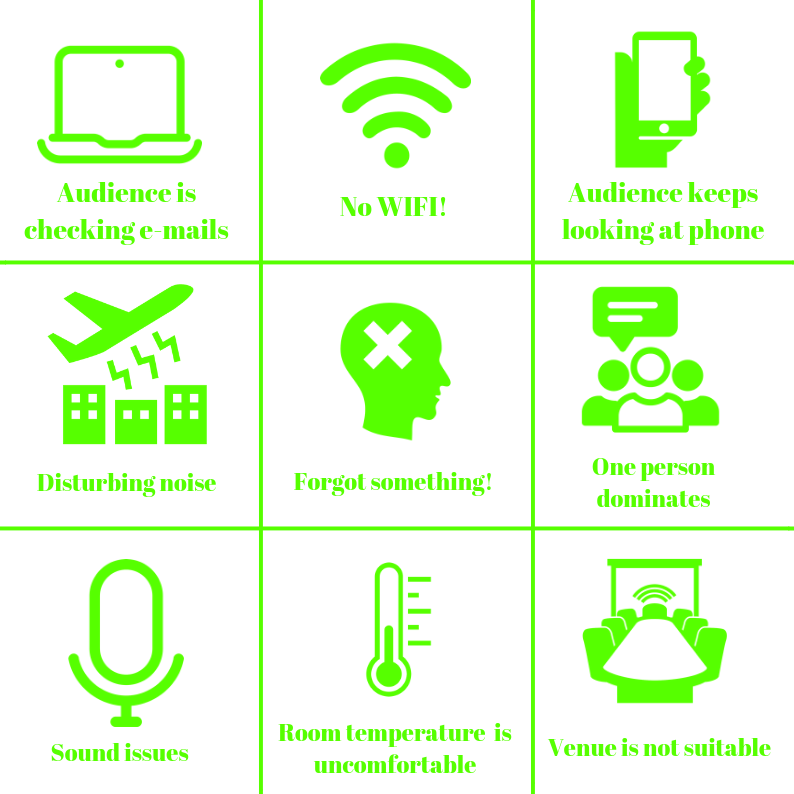 Audience is
checking e-mails
No WIFI!
Audience keeps
looking at phone
Disturbing noise
Forgot something!
One person
dominates
Sound issues
Room temperature is
uncomfortable
Venue is not suitable